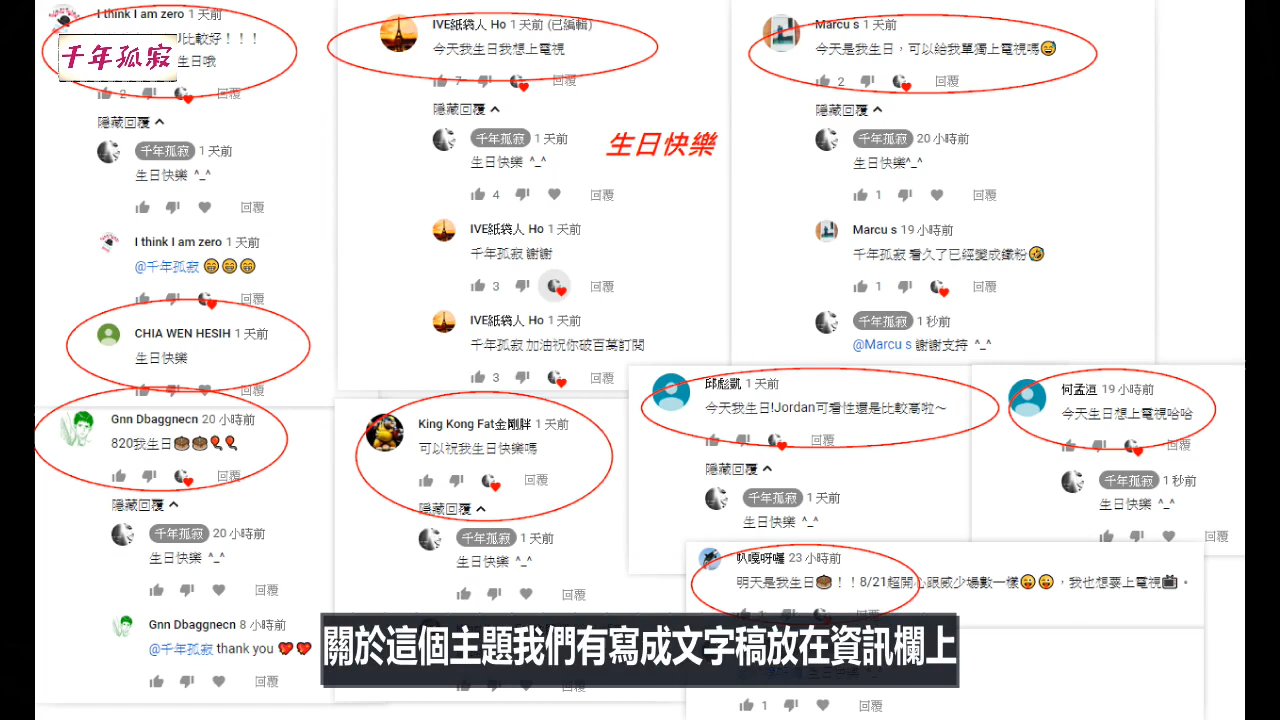 I think I am zero 1 天前
千年孤寂
比較好！！！
生日哦
2
回覆
隱藏回覆
千年孤寂 1 天前
生日快樂 ^_^
回覆
I think I am zero 1 天前
@千年孤寂 😁😁😁
回覆
CHIA WEN HESIH 1 天前
生日快樂
回覆
Gnn Dbaggnecn 20 小時前
820我生日🎂🎂🎈🎈
回覆
隱藏回覆
千年孤寂 20 小時前
生日快樂 ^_^
回覆
Gnn Dbaggnecn 8 小時前
@千年孤寂 thank you ❤️❤️
回覆
IVE紙袋人 Ho 1 天前 (已編輯)
今天我生日我想上電視
7
回覆
隱藏回覆
千年孤寂 1 天前
生日快樂 ^_^
4
回覆
生日快樂
IVE紙袋人 Ho 1 天前
千年孤寂 謝謝
3
回覆
IVE紙袋人 Ho 1 天前
千年孤寂 加油祝你破百萬訂閱
3
回覆
King Kong Fat金剛胖 1 天前
可以祝我生日快樂嗎
回覆
隱藏回覆
千年孤寂 1 天前
生日快樂 ^_^
回覆
Marcu s 1 天前
今天是我生日，可以給我單獨上電視嗎😅
2
回覆
隱藏回覆
千年孤寂 20 小時前
生日快樂^_^
1
回覆
Marcu s 19 小時前
千年孤寂 看久了已經變成鐵粉🤣
1
回覆
千年孤寂 1 秒前
@Marcu s 謝謝支持 ^_^
邱彪凱 1 天前
今天我生日!Jordan可看性還是比較高啦～
回覆
隱藏回覆
千年孤寂 1 天前
生日快樂 ^_^
何孟洹 19 小時前
今天生日想上電視哈哈
回覆
千年孤寂 1 秒前
生日快樂 ^_^
回覆
叭嘎呀囉 23 小時前
明天是我生日🎂！！8/21輕開心跟威少場數一樣😜😜，我也想要上電視📺。
1
回覆
關於這個主題我們有寫成文字稿放在資訊欄上
1
回覆